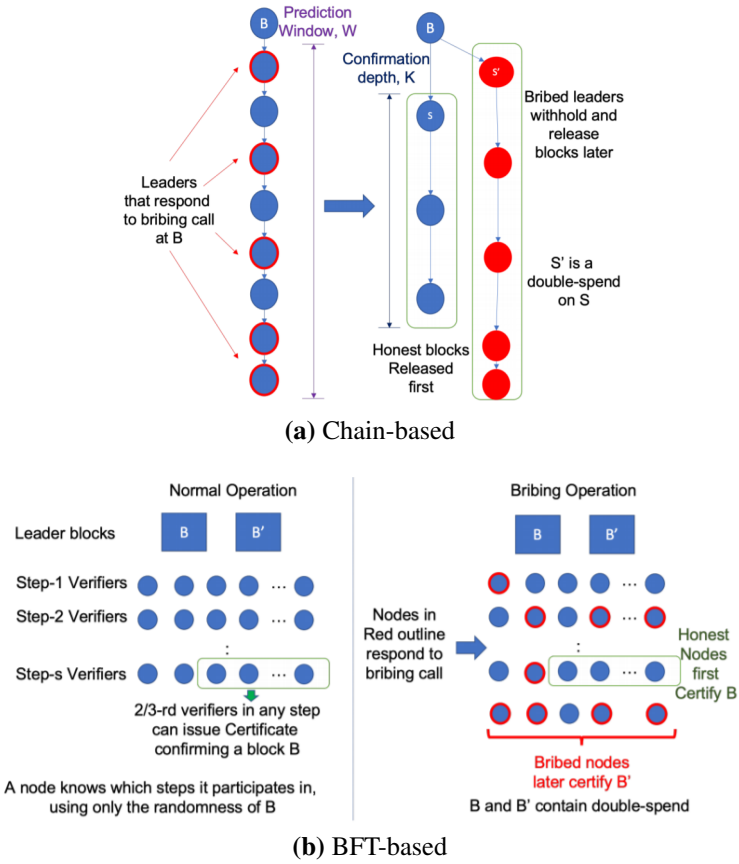 B
Prediction
Window, W
Leaders
that respond
to bribing call
at B
B
Confirmation
depth, K
S
S'
Bribed leaders
withhold and
release
blocks later
S' is a
double-spend
on S
Honest blocks
Released
first
(a) Chain-based
Normal Operation
Leader blocks
B
B'
Step-1 Verifiers
...
Step-2 Verifiers
...
:
Step-s Verifiers
...
2/3-rd verifiers in any step
can issue Certificate
confirming a block B
A node knows which steps it participates in,
using only the randomness of B
Bribing Operation
B
B'
...
...
Nodes in
Red outline
respond to
bribing call
:
...
Honest
Nodes
first
Certify B
Bribed nodes
later certify B'
B and B' contain double-spend
(b) BFT-based